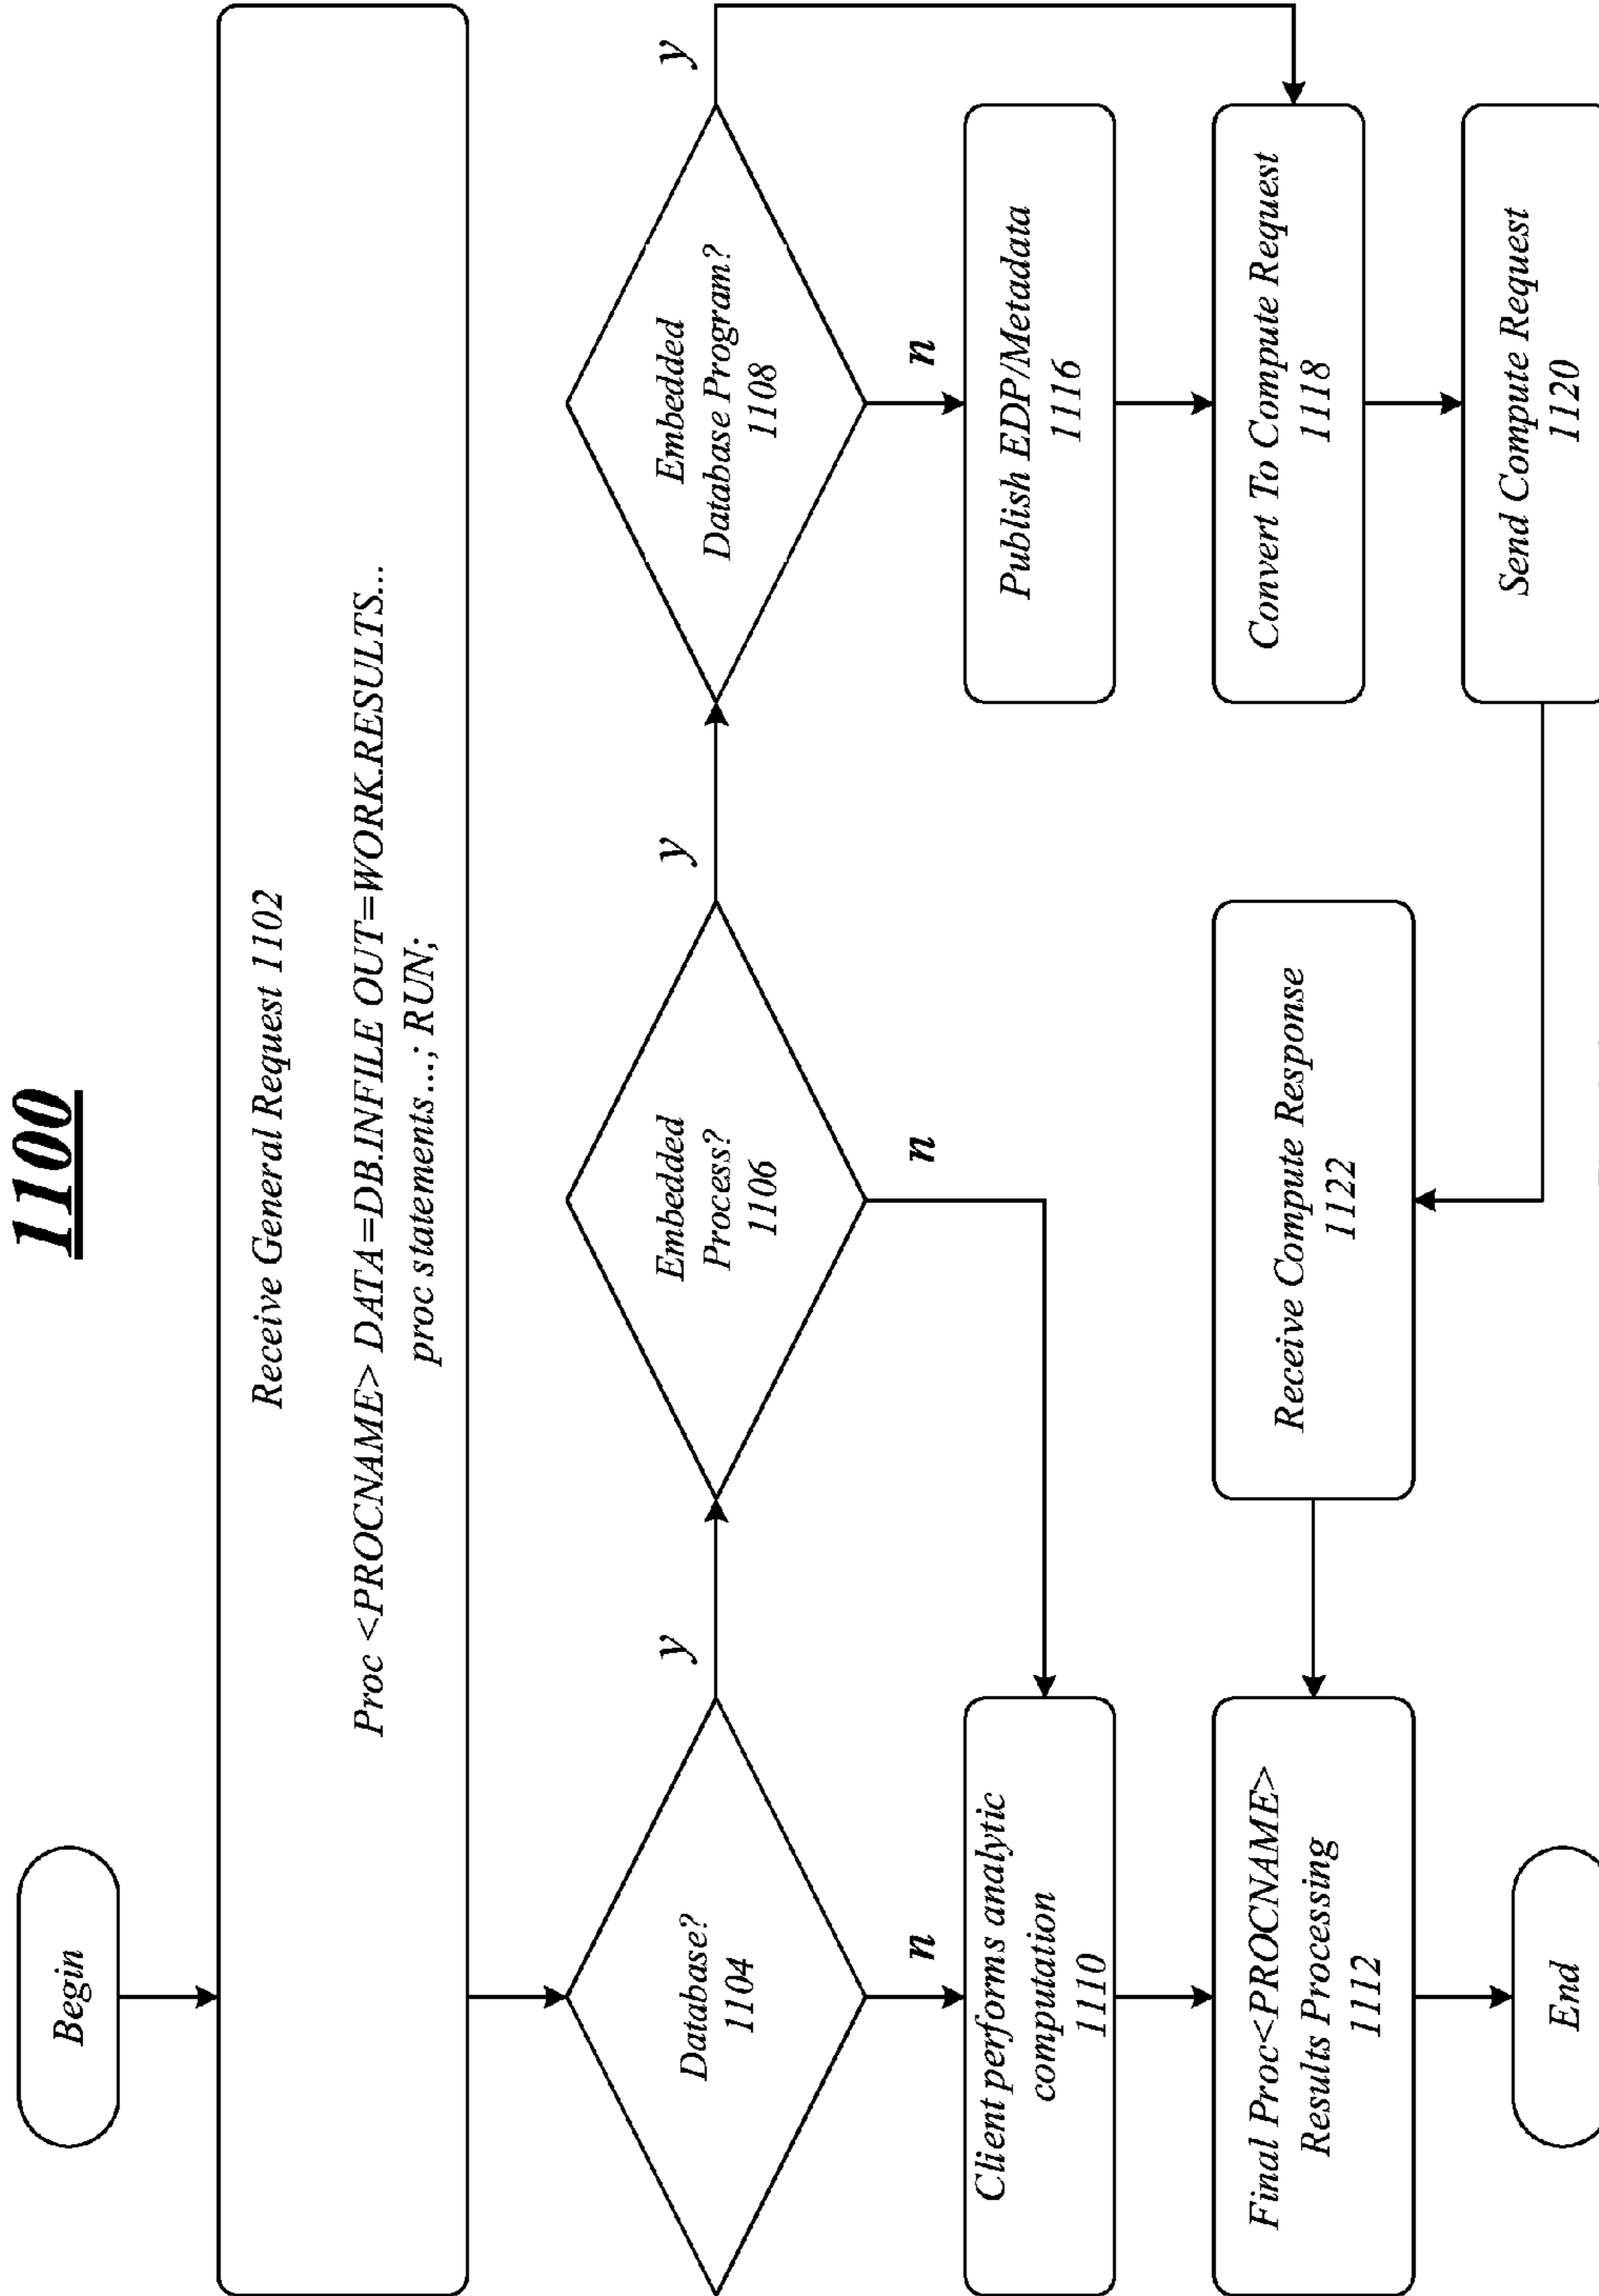 1100
Begin
Receive General Request 1102
Proc <PROCNAME> DATA=DB.INFILE OUT=WORK.RESULTS...
proc statements...; RUN;
Database?
1104
y
Embedded
Process?
1106
y
Embedded
Database Program?
1108
y
n
n
n
Client performs analytic
computation
1110
Publish EDP/Metadata
1116
Final Proc<PROCNAME>
Results Processing
1112
Receive Compute Response
1122
Convert To Compute Request
1118
End
Send Compute Request
1120